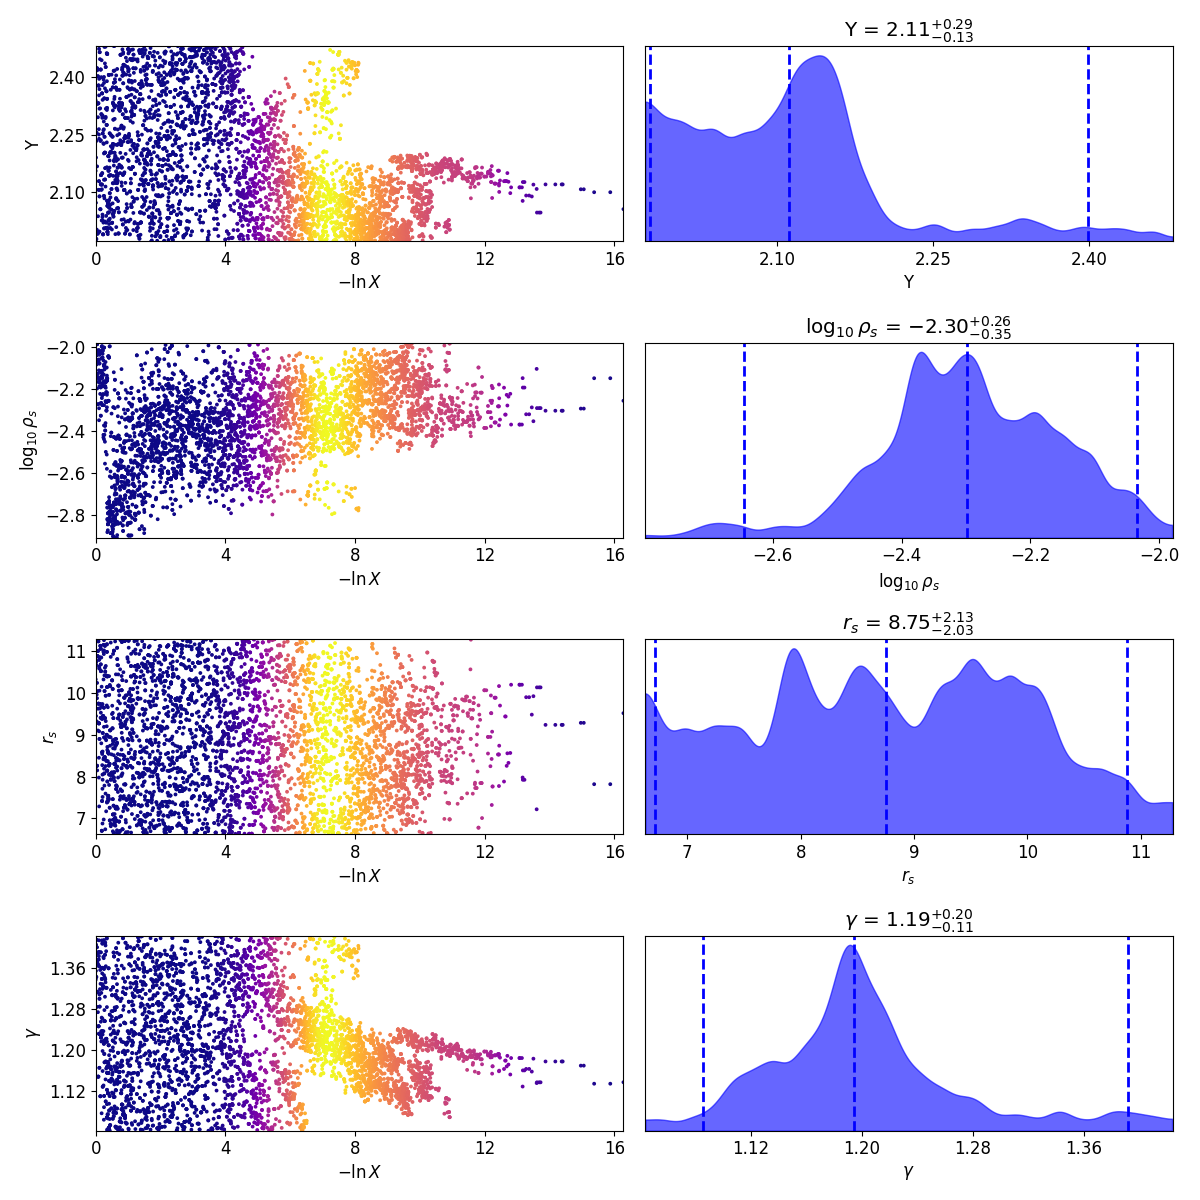 Y = 2.11^{+0.29}_{-0.13}
2.40
2.25
2.10
Y
0 4 8 12 16
−ln X
2.10 2.25 2.40
Y
log₁₀ ρₛ = −2.30^{+0.26}_{−0.35}
−2.0
−2.2
−2.4
−2.6
−2.8
log₁₀ ρₛ
0 4 8 12 16
−ln X
−2.6 −2.4 −2.2 −2.0
log₁₀ ρₛ
rₛ = 8.75^{+2.13}_{−2.03}
11
10
9
8
7
rₛ
0 4 8 12 16
−ln X
7 8 9 10 11
rₛ
γ = 1.19^{+0.20}_{−0.11}
1.36
1.28
1.20
1.12
γ
0 4 8 12 16
−ln X
1.12 1.20 1.28 1.36
γ